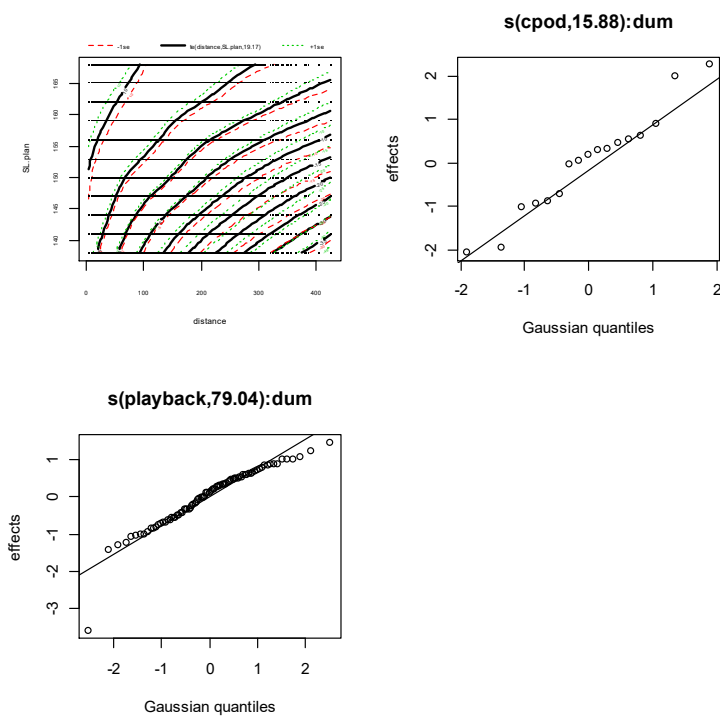 -1se te(distance,SL.plan,19.17) +1se
SL.plan
140 145 150 155 160 165
0 100 200 300 400
distance
s(cpod,15.88):dum
effects
-2 -1 0 1 2
-2 -1 0 1 2
Gaussian quantiles
s(playback,79.04):dum
effects
-3 -2 -1 0 1
-2 -1 0 1 2
Gaussian quantiles